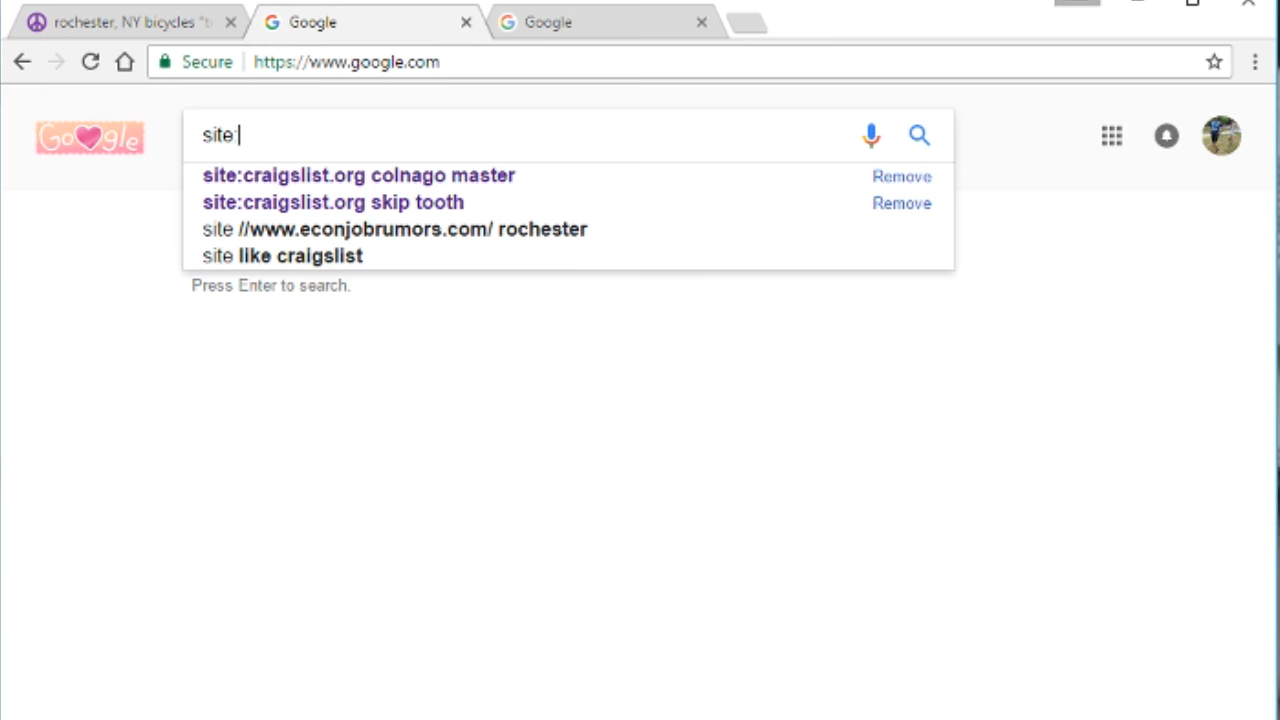 rochester, NY bicycles "t
Google
Google
Secure
https://www.google.com
Google
site:
site:craigslist.org colnago master
Remove
site:craigslist.org skip tooth
Remove
site //www.econjobrumors.com/ rochester
site like craigslist
Press Enter to search.